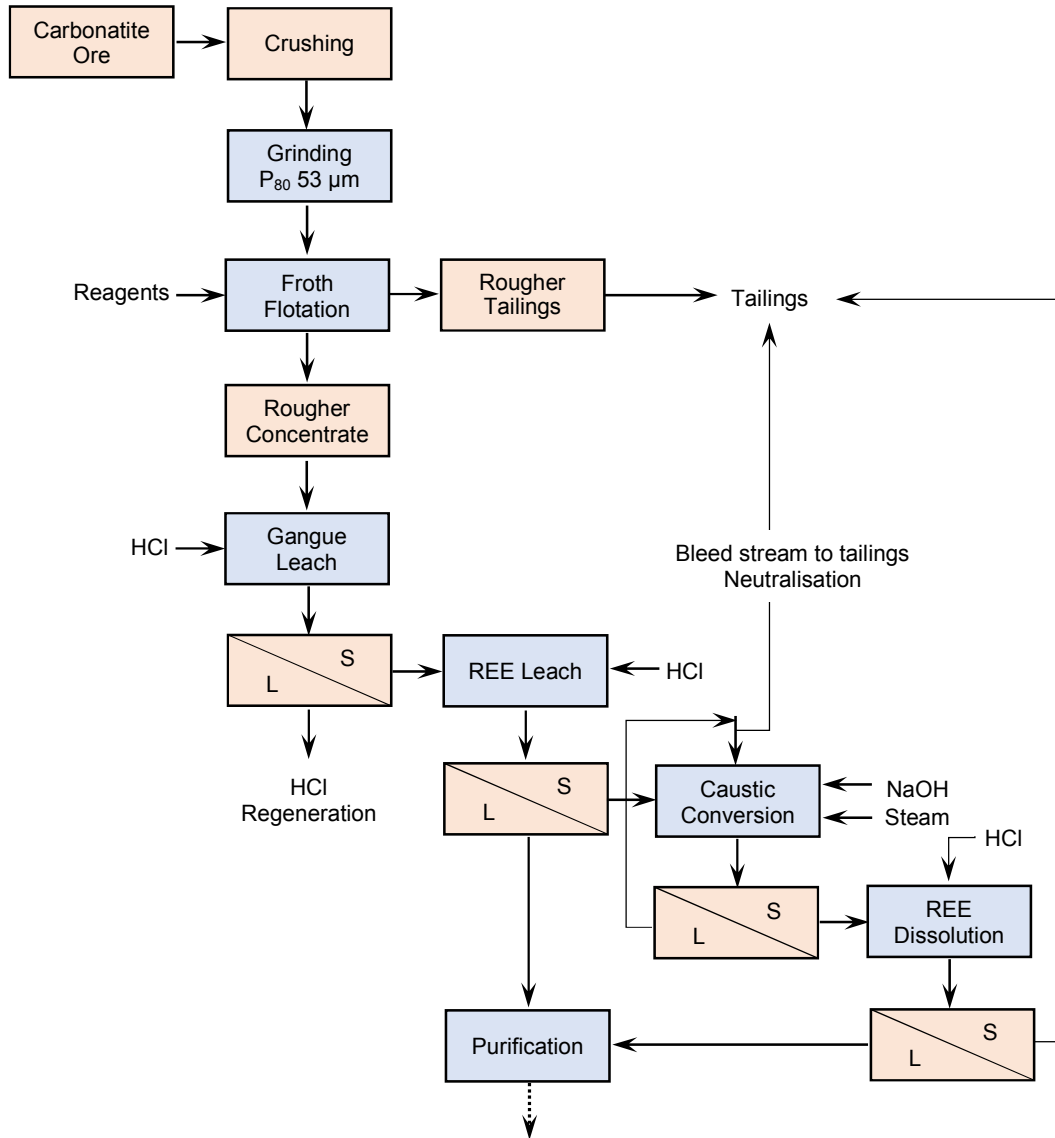 Carbonatite
Ore
Crushing
Grinding
P₈₀ 53 µm
Reagents
Froth
Flotation
Rougher
Tailings
Tailings
Rougher
Concentrate
HCl
Gangue
Leach
Bleed stream to tailings
Neutralisation
S
L
REE Leach
HCl
HCl
Regeneration
S
L
Caustic
Conversion
NaOH
Steam
HCl
S
L
REE
Dissolution
Purification
S
L